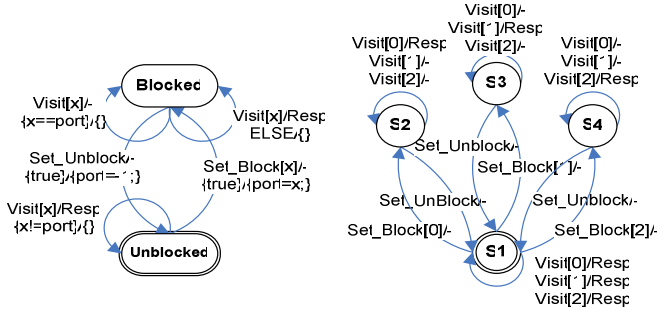 Blocked
Visit[x]/-
{x==port}/{}
Visit[x]/Resp
ELSE/{}
Set_Unblock/-
{true}/{port=-1;}
Set_Block[x]/-
{true}/{port=x;}
Visit[x]/Resp
{x!=port}/{}
Unblocked
Visit[0]/Resp
Visit[1]/-
Visit[2]/-
S2
Visit[0]/-
Visit[1]/Resp
Visit[2]/-
S3
Visit[0]/-
Visit[1]/-
Visit[2]/Resp
S4
Set_Unblock/-
Set_Block[1]/-
Set_UnBlock/-
Set_Unblock/-
Set_Block[0]/-
Set_Block[2]/-
S1
Visit[0]/Resp
Visit[1]/Resp
Visit[2]/Resp